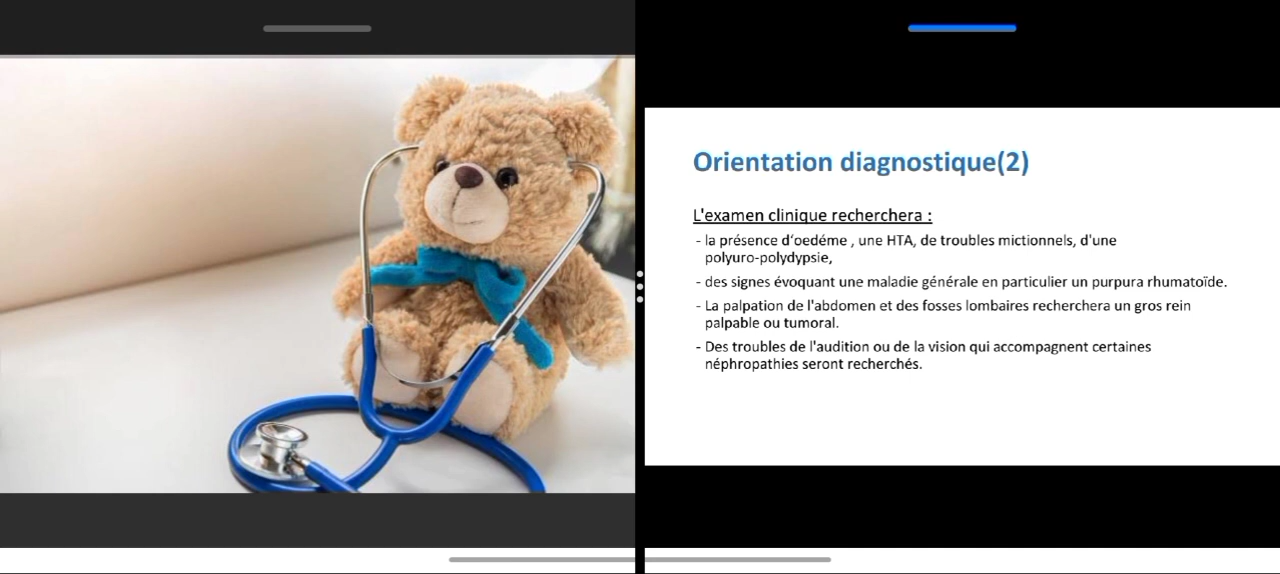 Orientation diagnostique(2)
L'examen clinique recherchera :
- la présence d'oedéme , une HTA, de troubles mictionnels, d'une
polyuro-polydypsie,
- des signes évoquant une maladie générale en particulier un purpura rhumatoïde.
- La palpation de l'abdomen et des fosses lombaires recherchera un gros rein
palpable ou tumoral.
- Des troubles de l'audition ou de la vision qui accompagnent certaines
néphropathies seront recherchés.